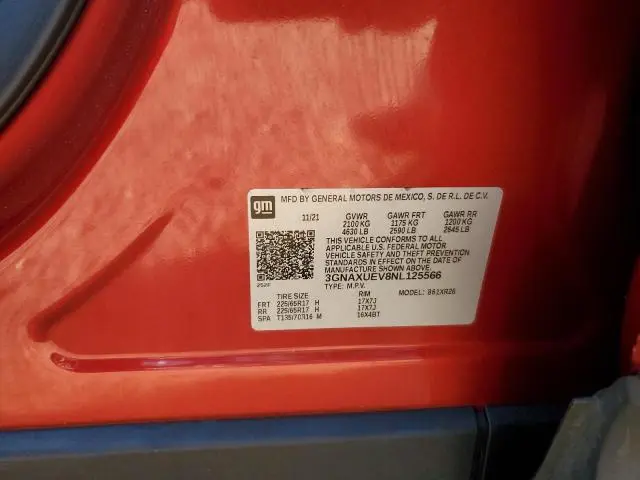 gm
MFD BY GENERAL MOTORS DE MEXICO, S. DE R.L. DE C.V.
11/21 GVWR GAWR FRT GAWR RR
2100 KG 1175 KG 1200 KG
4630 LB 2590 LB 2645 LB
THIS VEHICLE CONFORMS TO ALL
APPLICABLE U.S. FEDERAL MOTOR
VEHICLE SAFETY AND THEFT
PREVENTION STANDARDS IN EFFECT ON
THE DATE OF MANUFACTURE SHOWN ABOVE.
3GNAXUEV8NL125566
TYPE: M.P.V. MODEL: 861XR26
TIRE SIZE RIM
FRT 225/65R17 H 17X7J
RR 225/65R17 H 17X7J
SPA T135/70R16 M 16X4BT